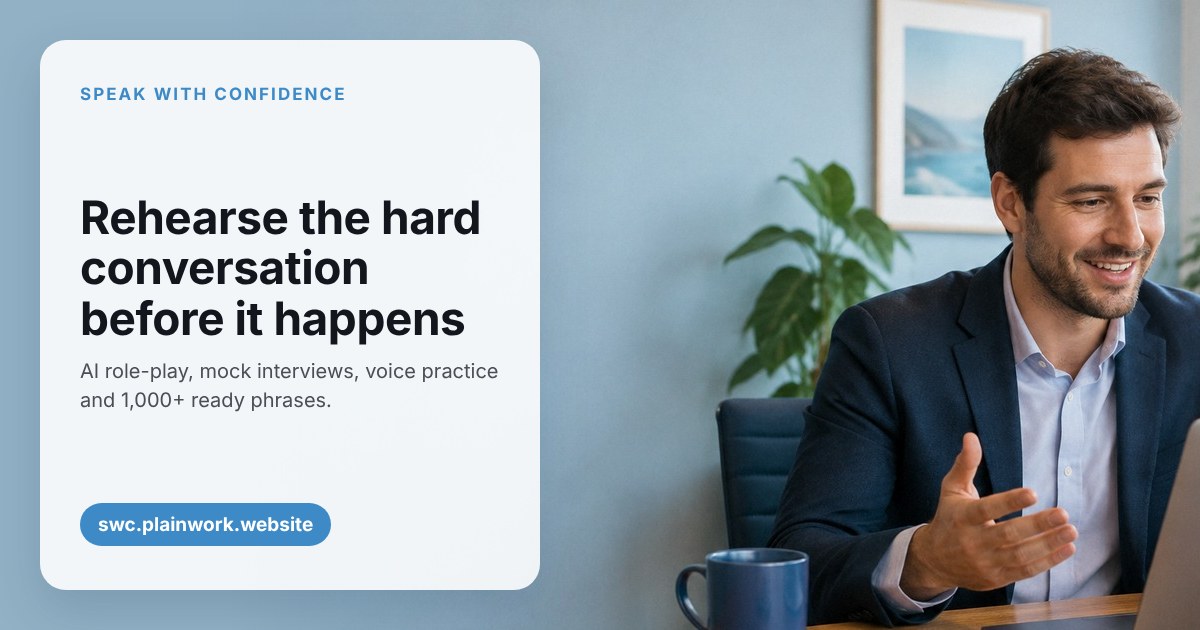 SPEAK WITH CONFIDENCE
Rehearse the hard
conversation
before it happens
AI role-play, mock interviews, voice practice
and 1,000+ ready phrases.
swc.plainwork.website